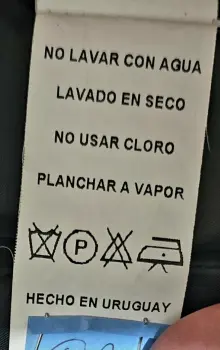 NO LAVAR CON AGUA
LAVADO EN SECO
NO USAR CLORO
PLANCHAR A VAPOR
P
HECHO EN URUGUAY